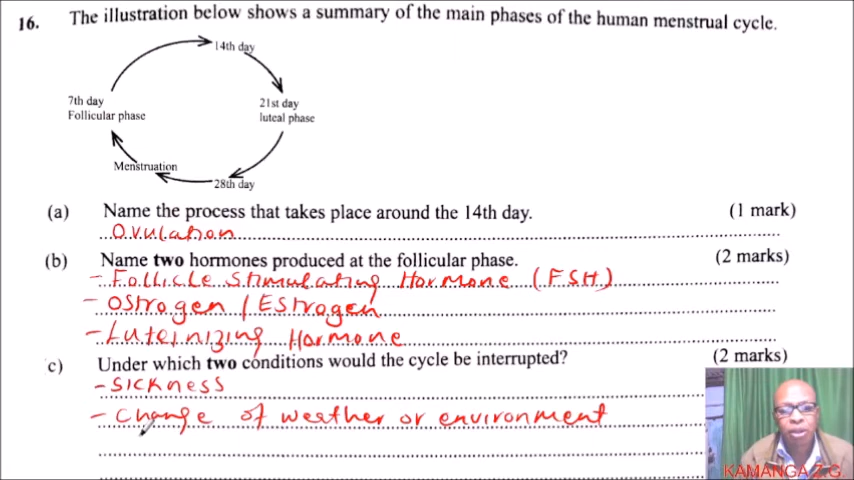 16. The illustration below shows a summary of the main phases of the human menstrual cycle.
14th day
7th day
Follicular phase
21st day
luteal phase
Menstruation
28th day
(a) Name the process that takes place around the 14th day. (1 mark)
Ovulation
(b) Name two hormones produced at the follicular phase. (2 marks)
- Follicle Stimulating Hormone (FSH)
- Ostrogen / Estrogen
- Luteinizing Hormone
c) Under which two conditions would the cycle be interrupted? (2 marks)
- Sickness
- Change of weather or environment
KAMANGA Z.G.